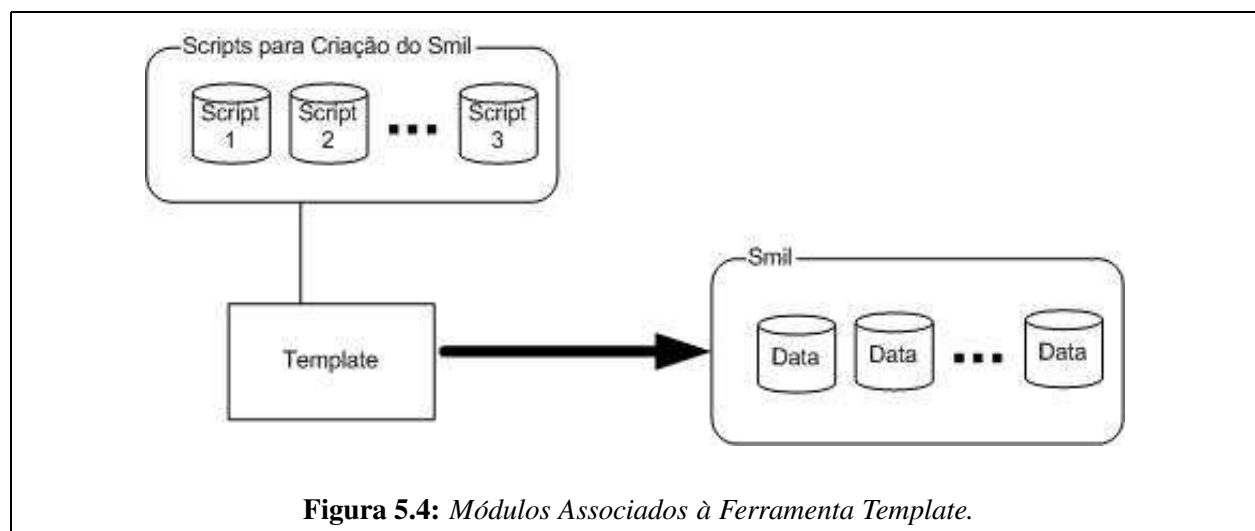 Scripts para Criação do Smil
Script
1
Script
2
...
Script
3
Smil
Template
Data
Data
...
Data
Figura 5.4: Módulos Associados à Ferramenta Template.